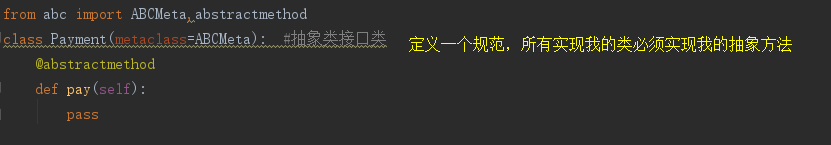 from abc import ABCMeta,abstractmethod
class Payment(metaclass=ABCMeta):  #抽象类接口类  定义一个规范，所有实现我的类必须实现我的抽象方法
    @abstractmethod
    def pay(self):
        pass